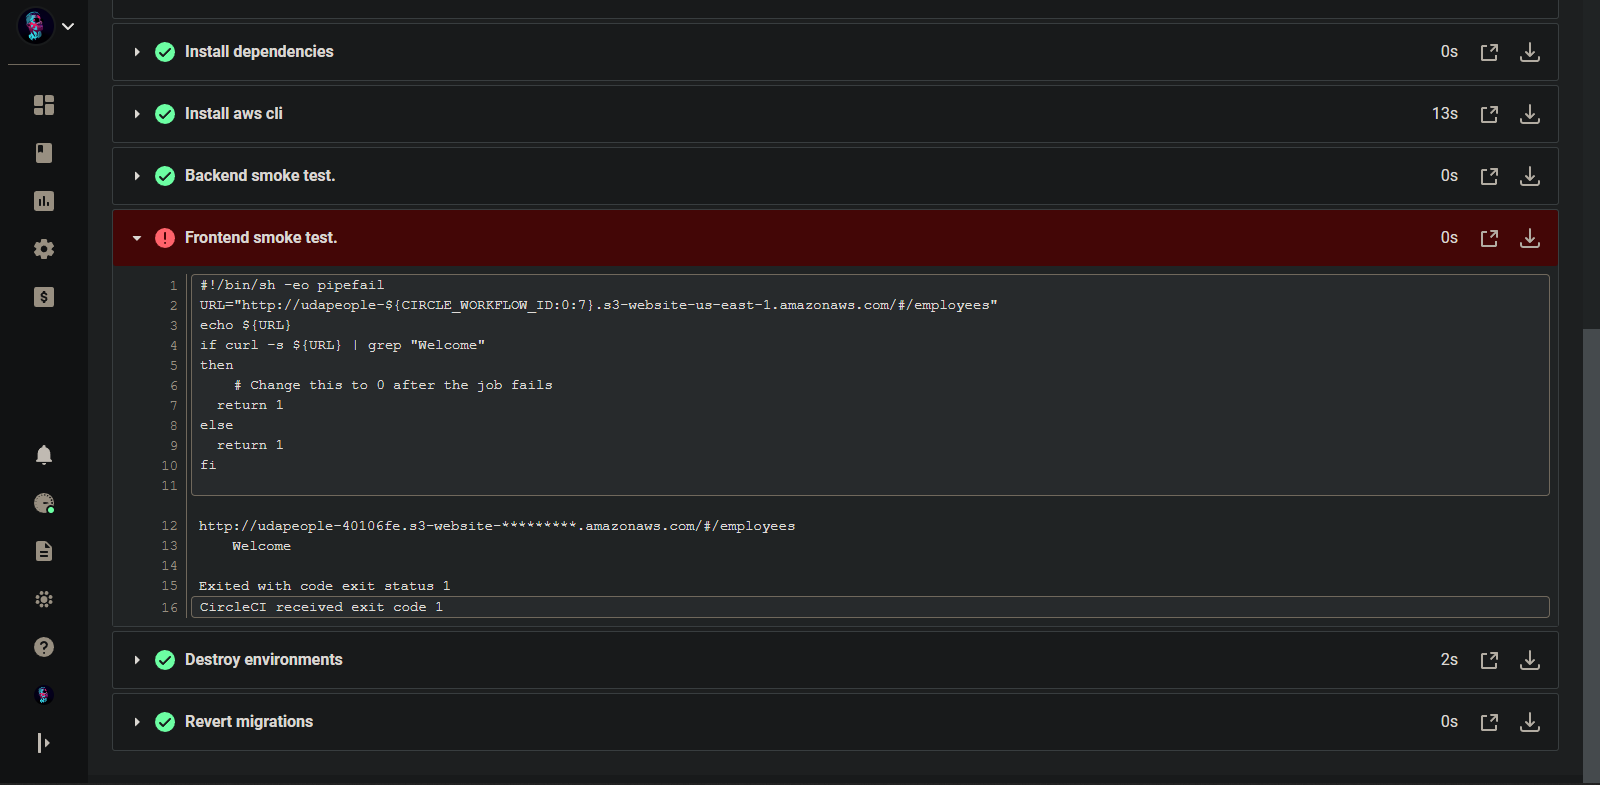 Install dependencies 0s
Install aws cli 13s
Backend smoke test. 0s
Frontend smoke test. 0s
1 #!/bin/sh -eo pipefail
2 URL="http://udapeople-${CIRCLE_WORKFLOW_ID:0:7}.s3-website-us-east-1.amazonaws.com/#/employees"
3 echo ${URL}
4 if curl -s ${URL} | grep "Welcome"
5 then
6     # Change this to 0 after the job fails
7   return 1
8 else
9   return 1
10 fi
11
12 http://udapeople-40106fe.s3-website-*********.amazonaws.com/#/employees
13     Welcome
14
15 Exited with code exit status 1
16 CircleCI received exit code 1
Destroy environments 2s
Revert migrations 0s